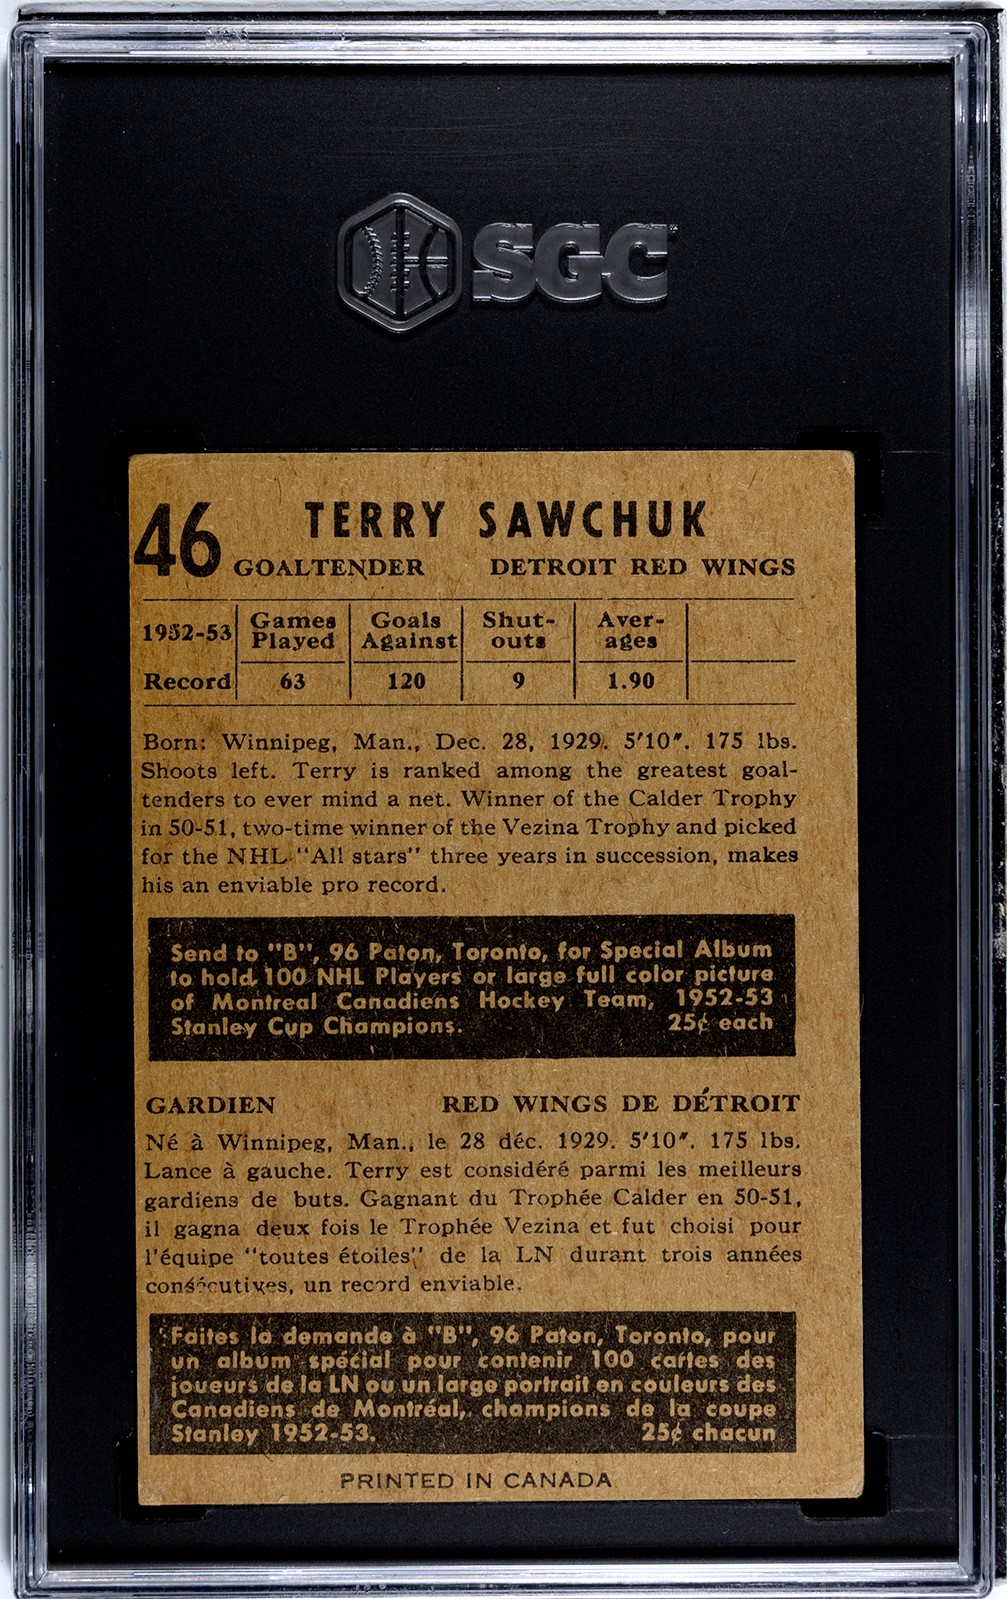 SGC
46 TERRY SAWCHUK
GOALTENDER DETROIT RED WINGS
1952-53 Games Played Goals Against Shut-outs Aver-ages
Record 63 120 9 1.90
Born: Winnipeg, Man., Dec. 28, 1929. 5'10". 175 lbs.
Shoots left. Terry is ranked among the greatest goal-
tenders to ever mind a net. Winner of the Calder Trophy
in 50-51, two-time winner of the Vezina Trophy and picked
for the NHL "All stars" three years in succession, makes
his an enviable pro record.
Send to "B", 96 Paton, Toronto, for Special Album
to hold 100 NHL Players or large full color picture
of Montreal Canadiens Hockey Team, 1952-53
Stanley Cup Champions. 25¢ each
GARDIEN RED WINGS DE DÉTROIT
Né à Winnipeg, Man., le 28 déc. 1929. 5'10". 175 lbs.
Lance à gauche. Terry est considéré parmi les meilleurs
gardiens de buts. Gagnant du Trophée Calder en 50-51,
il gagna deux fois le Trophée Vezina et fut choisi pour
l'équipe "toutes étoiles" de la LN durant trois années
consécutives, un record enviable.
Faites la demande à "B", 96 Paton, Toronto, pour
un album spécial pour contenir 100 cartes des
joueurs de la LN ou un large portrait en couleurs des
Canadiens de Montréal, champions de la coupe
Stanley 1952-53. 25¢ chacun
PRINTED IN CANADA